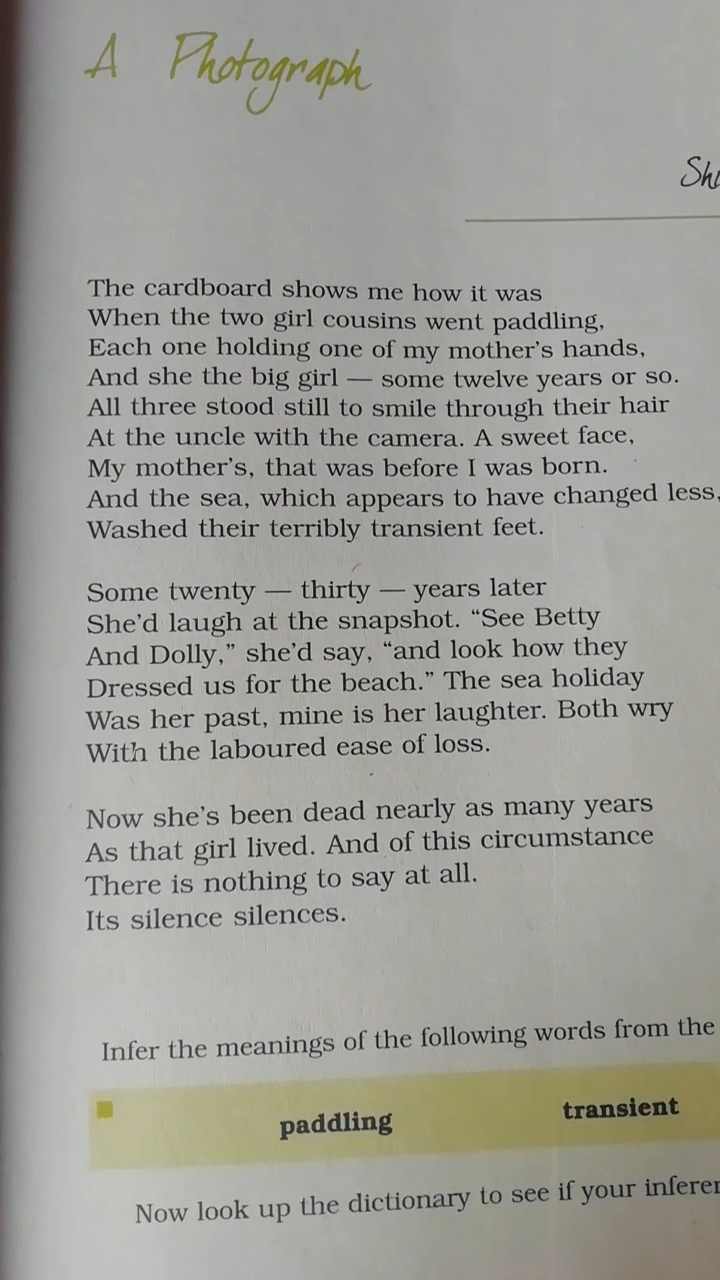 A Photograph
The cardboard shows me how it was
When the two girl cousins went paddling,
Each one holding one of my mother's hands,
And she the big girl — some twelve years or so.
All three stood still to smile through their hair
At the uncle with the camera. A sweet face,
My mother's, that was before I was born.
And the sea, which appears to have changed less,
Washed their terribly transient feet.
Some twenty — thirty — years later
She'd laugh at the snapshot. “See Betty
And Dolly,” she'd say, “and look how they
Dressed us for the beach.” The sea holiday
Was her past, mine is her laughter. Both wry
With the laboured ease of loss.
Now she's been dead nearly as many years
As that girl lived. And of this circumstance
There is nothing to say at all.
Its silence silences.
Infer the meanings of the following words from the
paddling transient
Now look up the dictionary to see if your